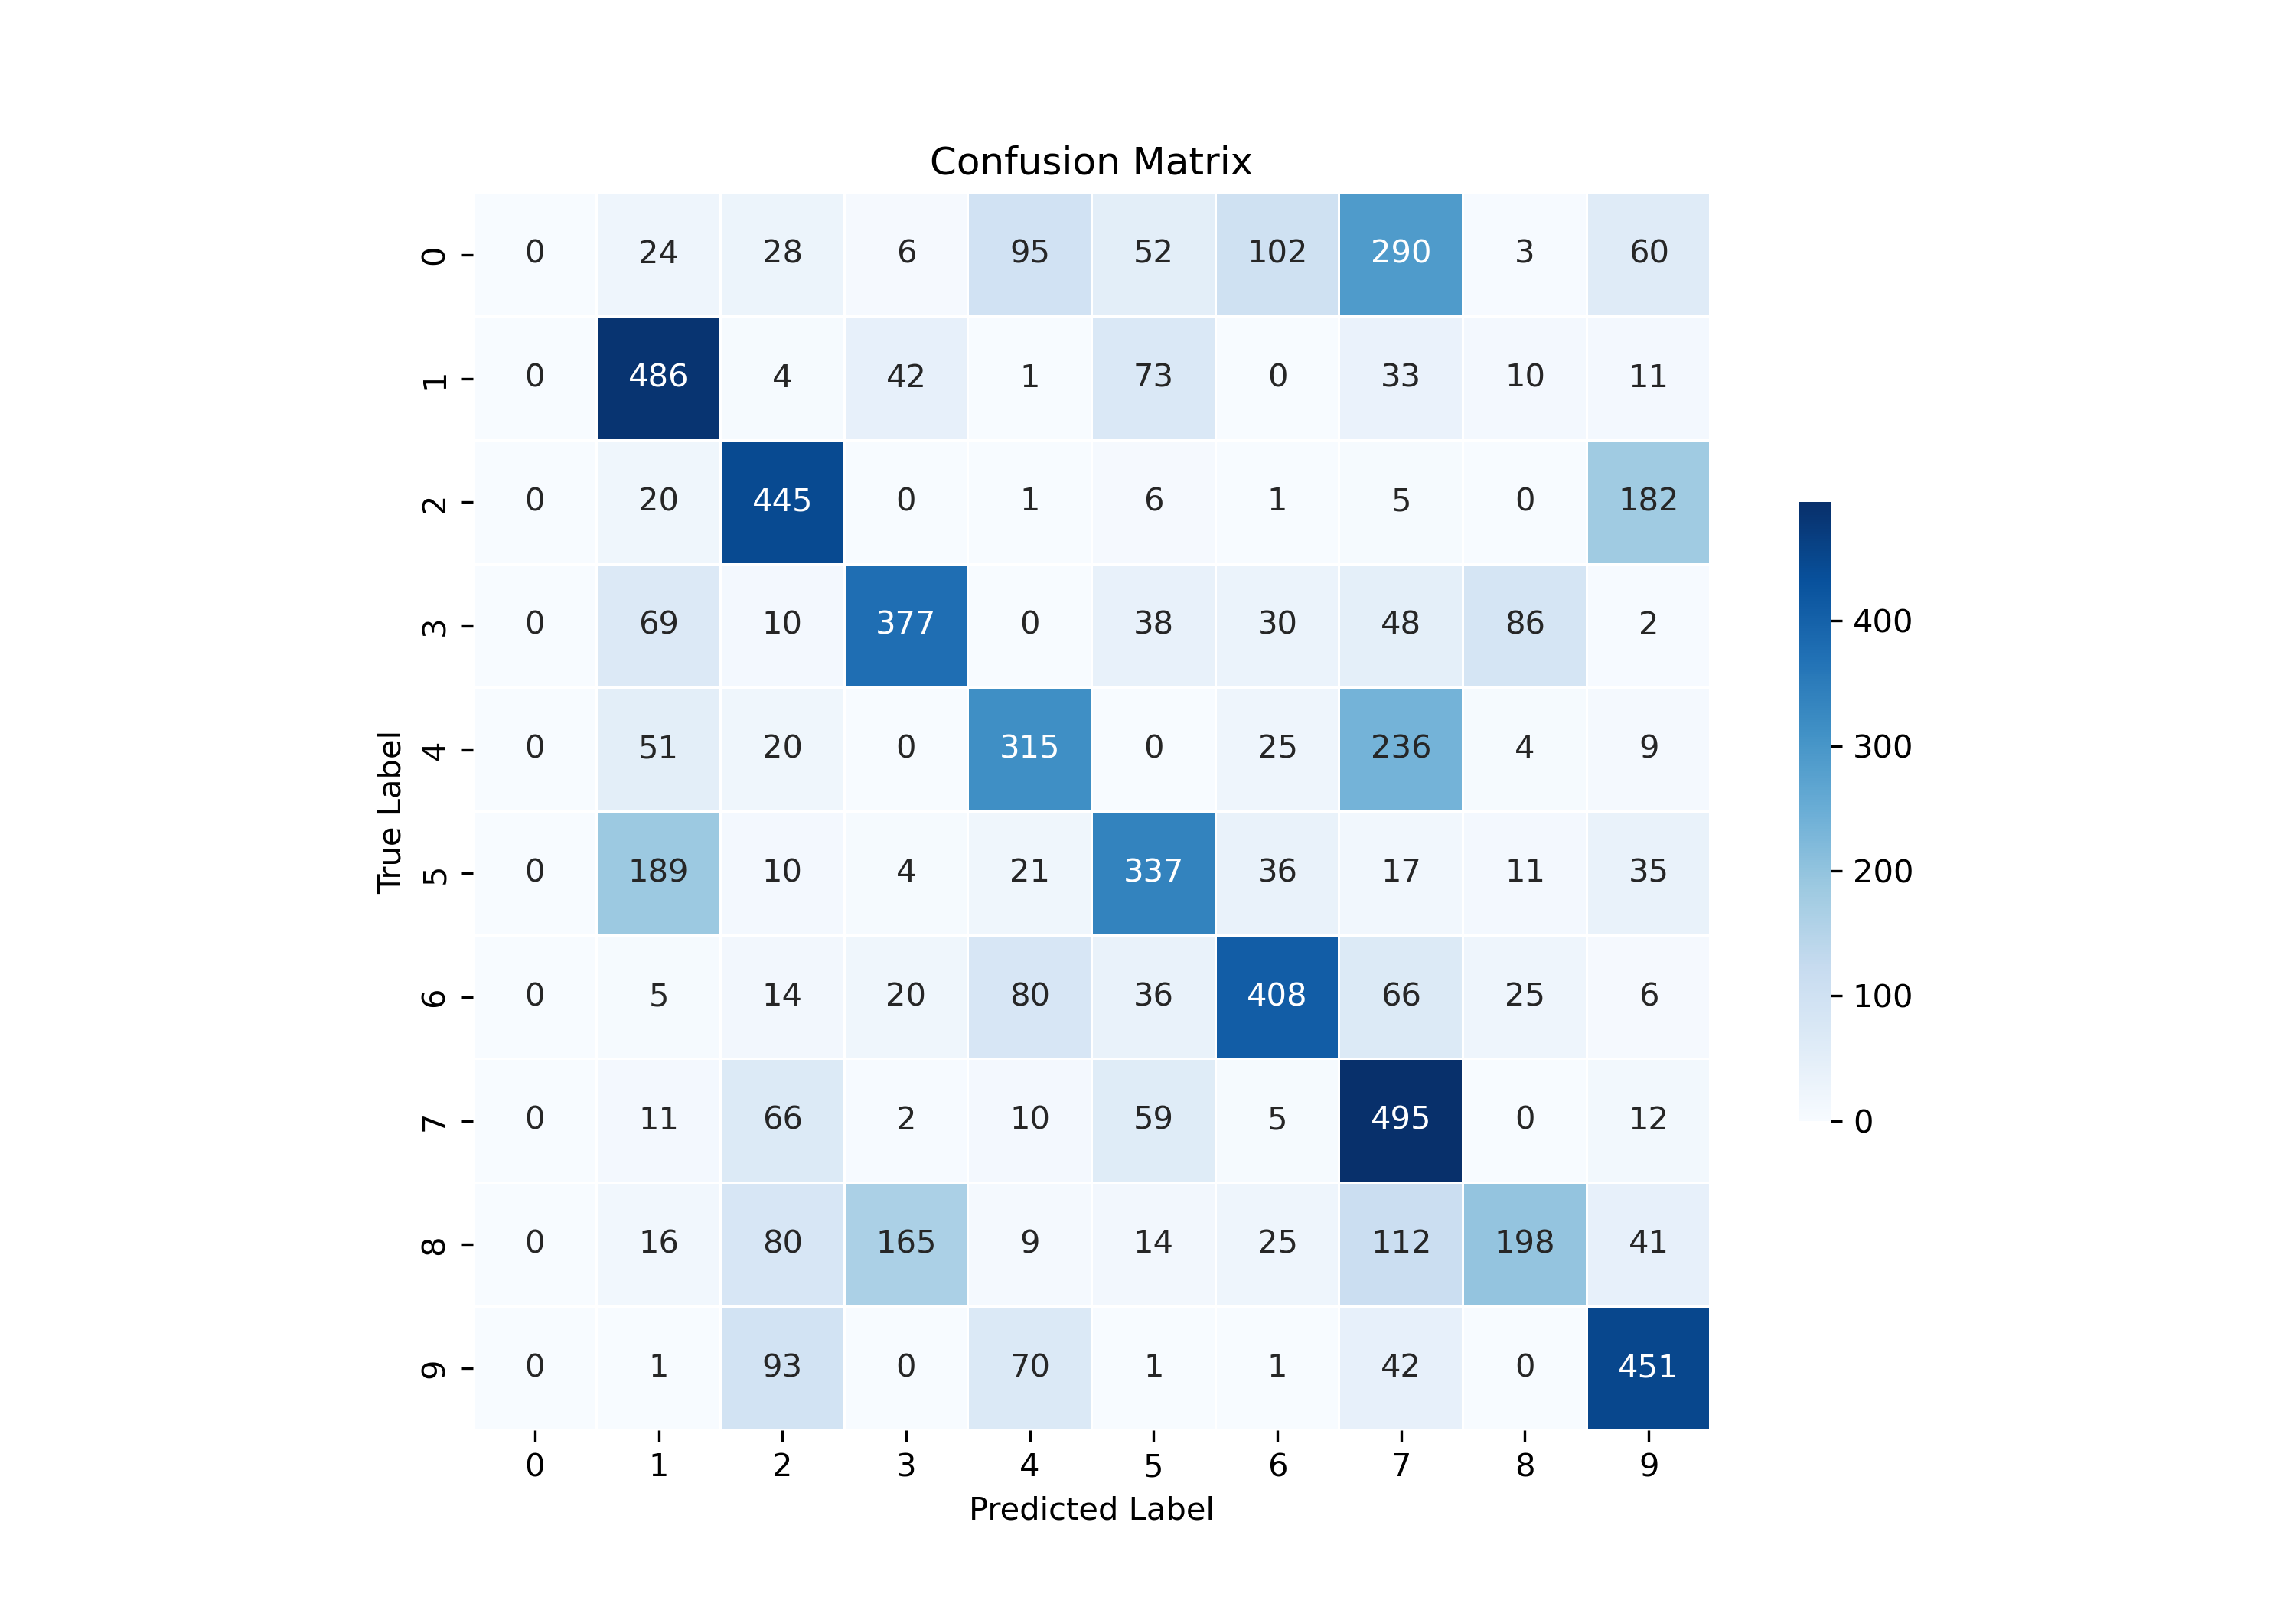 Confusion Matrix
0 0 24 28 6 95 52 102 290 3 60
1 0 486 4 42 1 73 0 33 10 11
2 0 20 445 0 1 6 1 5 0 182
3 0 69 10 377 0 38 30 48 86 2
4 0 51 20 0 315 0 25 236 4 9
5 0 189 10 4 21 337 36 17 11 35
6 0 5 14 20 80 36 408 66 25 6
7 0 11 66 2 10 59 5 495 0 12
8 0 16 80 165 9 14 25 112 198 41
9 0 1 93 0 70 1 1 42 0 451
0 1 2 3 4 5 6 7 8 9
Predicted Label
True Label
400
300
200
100
0